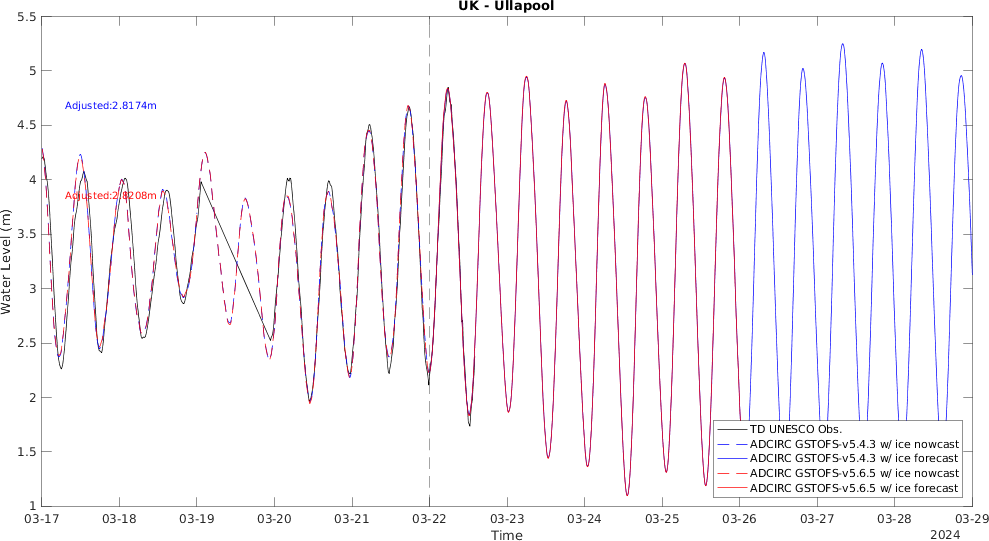 UK - Ullapool
5.5
5
4.5
4
3.5
3
2.5
2
1.5
1
Water Level (m)
Adjusted:2.8174m
Adjusted:2.8208m
TD UNESCO Obs.
ADCIRC GSTOFS-v5.4.3 w/ ice nowcast
ADCIRC GSTOFS-v5.4.3 w/ ice forecast
ADCIRC GSTOFS-v5.6.5 w/ ice nowcast
ADCIRC GSTOFS-v5.6.5 w/ ice forecast
03-17 03-18 03-19 03-20 03-21 03-22 03-23 03-24 03-25 03-26 03-27 03-28 03-29
Time
2024